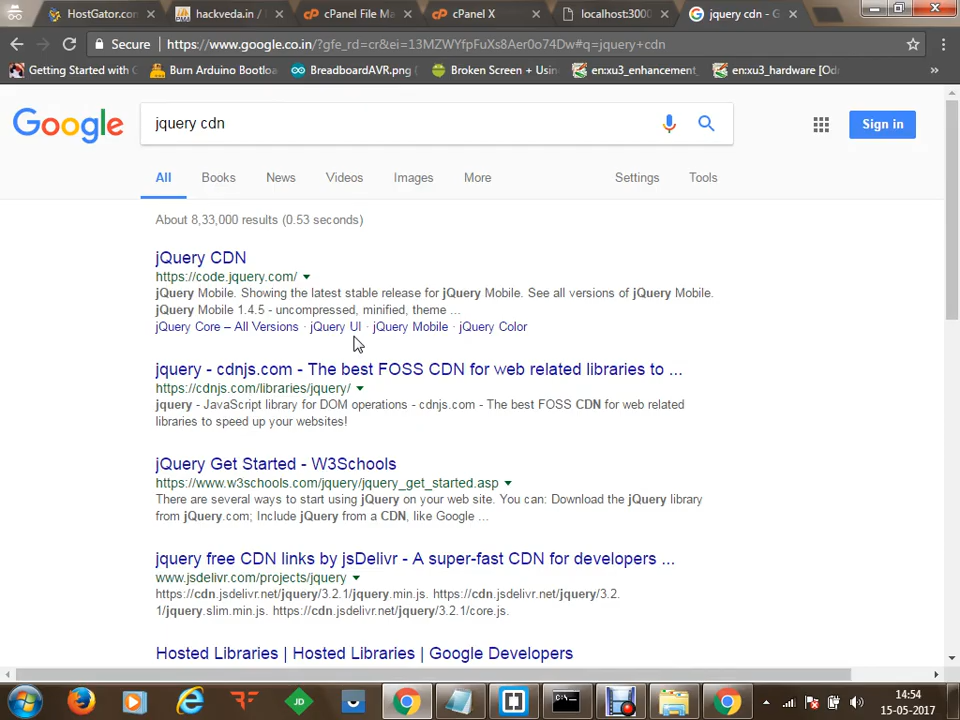 HostGator.com
hackveda.in /
cPanel File Ma
cPanel X
localhost:3000
jquery cdn - G
Secure
https://www.google.co.in/?gfe_rd=cr&ei=13MZWYfpFuXs8Aer0o74Dw#q=jquery+cdn
Getting Started with
Burn Arduino Bootloa
BreadboardAVR.png (
Broken Screen + Usin
en:xu3_enhancement_
en:xu3_hardware [Od
»
Google
jquery cdn
Sign in
All Books News Videos Images More Settings Tools
About 8,33,000 results (0.53 seconds)
jQuery CDN
https://code.jquery.com/
jQuery Mobile. Showing the latest stable release for jQuery Mobile. See all versions of jQuery Mobile.
jQuery Mobile 1.4.5 - uncompressed, minified, theme ...
jQuery Core – All Versions · jQuery UI · jQuery Mobile · jQuery Color
jquery - cdnjs.com - The best FOSS CDN for web related libraries to ...
https://cdnjs.com/libraries/jquery/
jquery - JavaScript library for DOM operations - cdnjs.com - The best FOSS CDN for web related
libraries to speed up your websites!
jQuery Get Started - W3Schools
https://www.w3schools.com/jquery/jquery_get_started.asp
There are several ways to start using jQuery on your web site. You can: Download the jQuery library
from jQuery.com; Include jQuery from a CDN, like Google ...
jquery free CDN links by jsDelivr - A super-fast CDN for developers ...
www.jsdelivr.com/projects/jquery
https://cdn.jsdelivr.net/jquery/3.2.1/jquery.min.js. https://cdn.jsdelivr.net/jquery/3.2.
1/jquery.slim.min.js. https://cdn.jsdelivr.net/jquery/3.2.1/core.js.
Hosted Libraries | Hosted Libraries | Google Developers
JD
14:54
15-05-2017